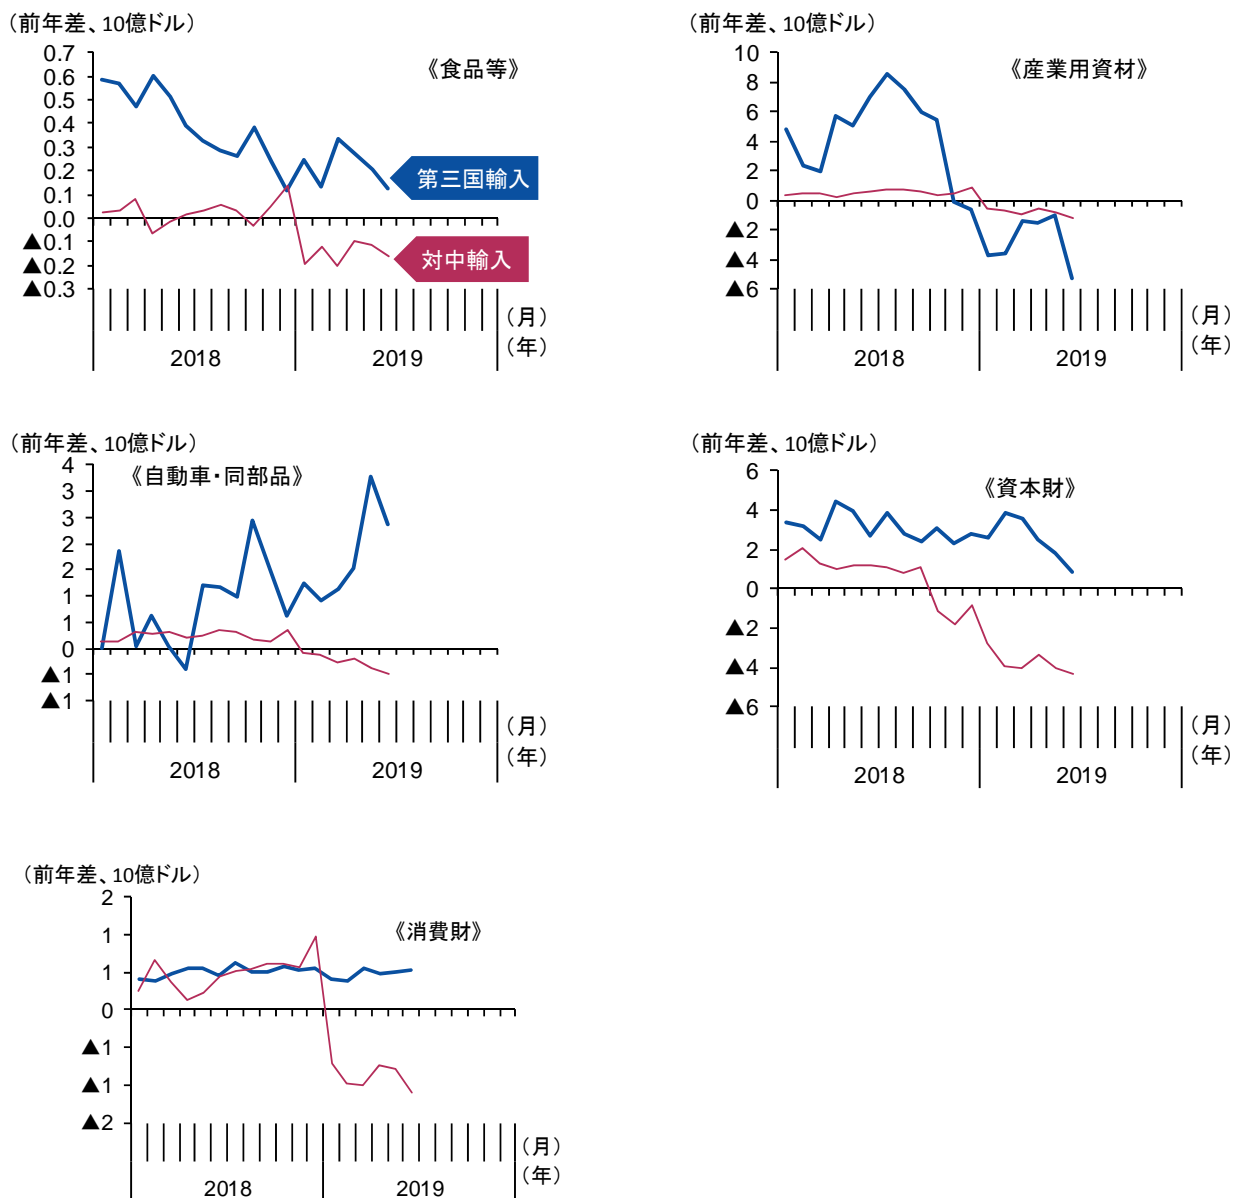 （前年差、10億ドル）
《食品等》
0.7
0.6
0.5
0.4
0.3
0.2
0.1
0.0
▲0.1
▲0.2
▲0.3
第三国輸入
対中輸入
（月）
（年）
2018
2019
（前年差、10億ドル）
《産業用資材》
10
8
6
4
2
0
▲2
▲4
▲6
（月）
（年）
2018
2019
（前年差、10億ドル）
《自動車・同部品》
4
3
3
2
2
1
1
0
▲1
▲1
（月）
（年）
2018
2019
（前年差、10億ドル）
《資本財》
6
4
2
0
▲2
▲4
▲6
（月）
（年）
2018
2019
（前年差、10億ドル）
《消費財》
2
1
1
0
▲1
▲1
▲2
（月）
（年）
2018
2019